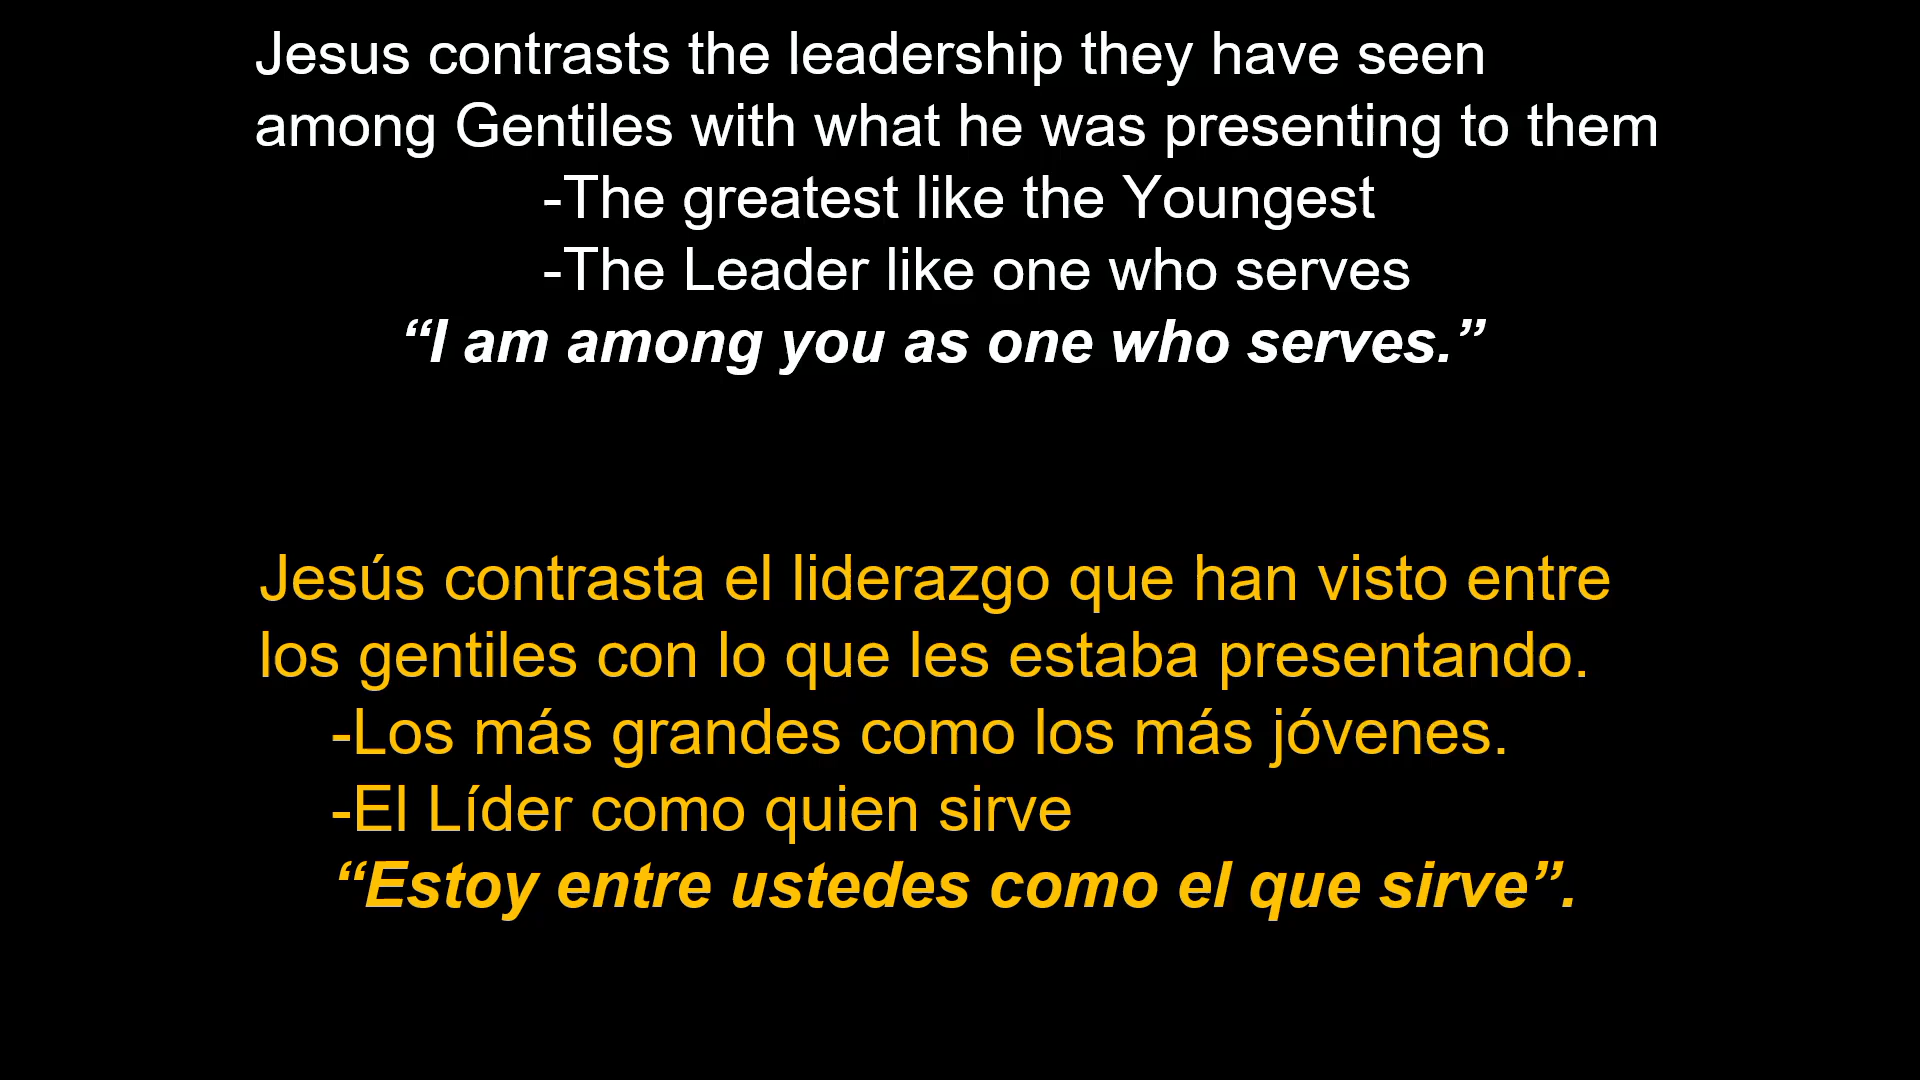 Jesus contrasts the leadership they have seen
among Gentiles with what he was presenting to them
-The greatest like the Youngest
-The Leader like one who serves
“I am among you as one who serves.”
Jesús contrasta el liderazgo que han visto entre
los gentiles con lo que les estaba presentando.
-Los más grandes como los más jóvenes.
-El Líder como quien sirve
“Estoy entre ustedes como el que sirve”.